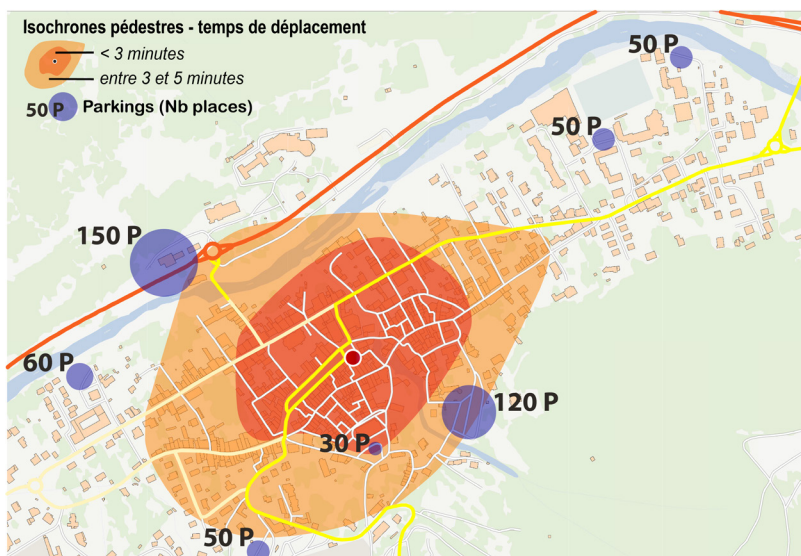 Isochrones pédestres - temps de déplacement
< 3 minutes
entre 3 et 5 minutes
50 P Parkings (Nb places)
50 P
50 P
150 P
60 P
120 P
30 P
50 P